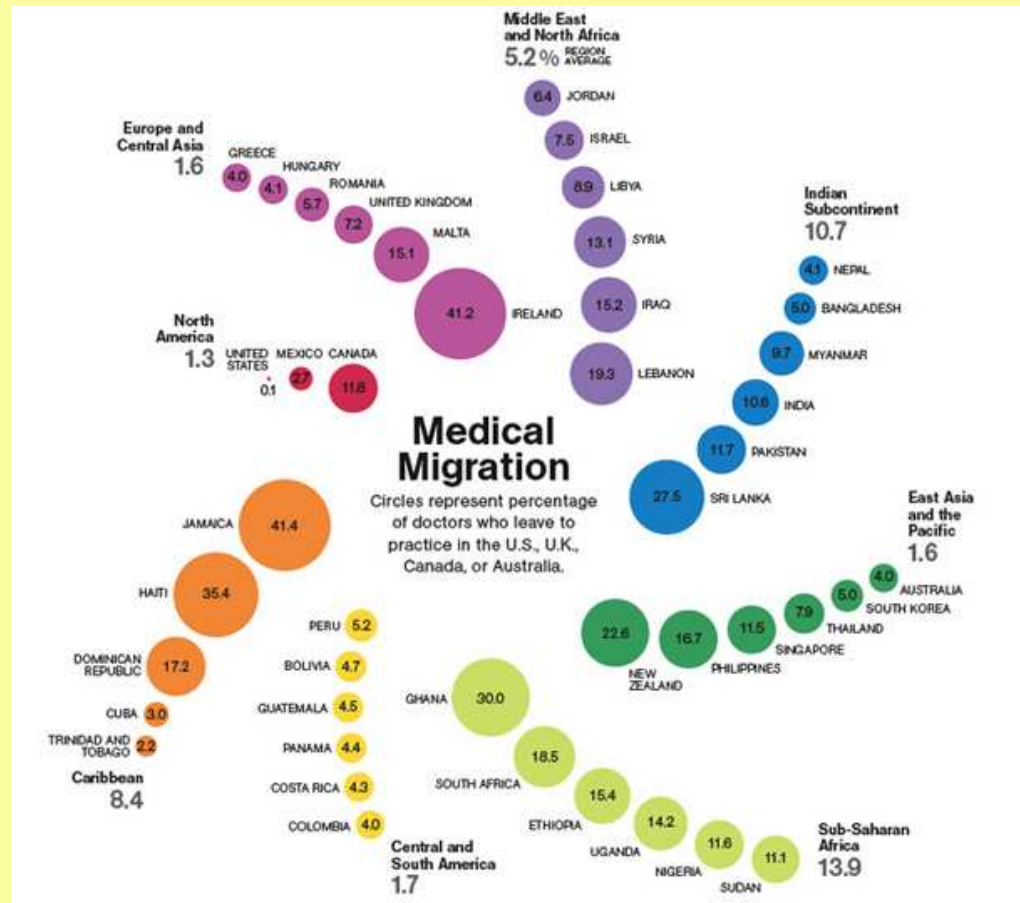 Middle East
and North Africa
5.2% REGION AVERAGE
6.4 JORDAN
7.5 ISRAEL
8.9 LIBYA
13.1 SYRIA
15.2 IRAQ
19.3 LEBANON
Europe and
Central Asia
1.6
GREECE
4.0
HUNGARY
4.1
ROMANIA
5.7
UNITED KINGDOM
7.2
MALTA
15.1
41.2 IRELAND
Indian
Subcontinent
10.7
4.1 NEPAL
5.0 BANGLADESH
9.7 MYANMAR
10.6 INDIA
11.7 PAKISTAN
27.5 SRI LANKA
North
America
1.3
UNITED
STATES
0.1
MEXICO
2.7
CANADA
11.8
Medical
Migration
Circles represent percentage
of doctors who leave to
practice in the U.S., U.K.,
Canada, or Australia.
East Asia
and the
Pacific
1.6
4.0 AUSTRALIA
5.0 SOUTH KOREA
7.9 THAILAND
11.5 SINGAPORE
16.7 PHILIPPINES
22.6
NEW
ZEALAND
JAMAICA 41.4
HAITI 35.4
DOMINICAN
REPUBLIC
17.2
CUBA 3.0
TRINIDAD AND
TOBAGO
2.2
Caribbean
8.4
PERU 5.2
BOLIVIA 4.7
GUATEMALA 4.5
PANAMA 4.4
COSTA RICA 4.3
COLOMBIA 4.0
Central and
South America
1.7
GHANA 30.0
18.5
SOUTH AFRICA
15.4
ETHIOPIA
14.2
UGANDA
11.6
NIGERIA
11.1
SUDAN
Sub-Saharan
Africa
13.9